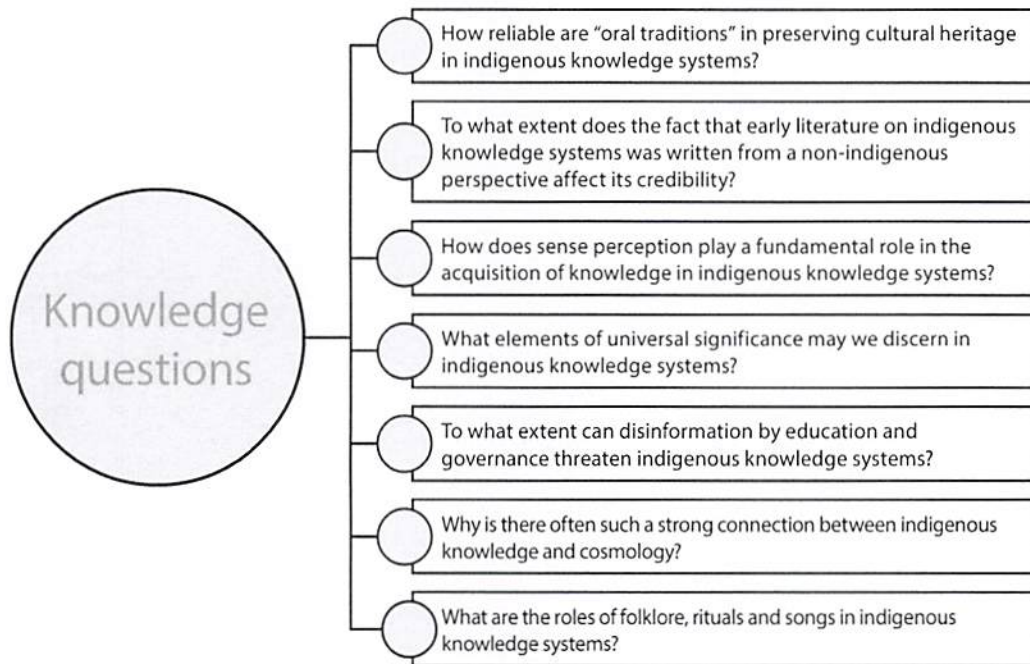 Knowledge
questions
How reliable are “oral traditions” in preserving cultural heritage
in indigenous knowledge systems?
To what extent does the fact that early literature on indigenous
knowledge systems was written from a non-indigenous
perspective affect its credibility?
How does sense perception play a fundamental role in the
acquisition of knowledge in indigenous knowledge systems?
What elements of universal significance may we discern in
indigenous knowledge systems?
To what extent can disinformation by education and
governance threaten indigenous knowledge systems?
Why is there often such a strong connection between indigenous
knowledge and cosmology?
What are the roles of folklore, rituals and songs in indigenous
knowledge systems?